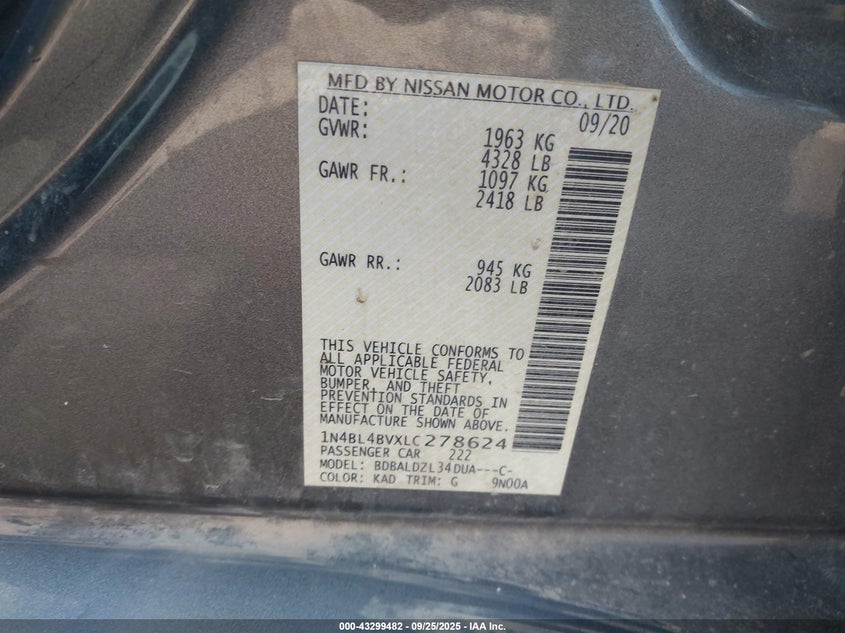 MFD BY NISSAN MOTOR CO., LTD.
DATE: 09/20
GVWR: 1963 KG
4328 LB
GAWR FR.: 1097 KG
2418 LB
GAWR RR.: 945 KG
2083 LB
THIS VEHICLE CONFORMS TO
ALL APPLICABLE FEDERAL
MOTOR VEHICLE SAFETY,
BUMPER, AND THEFT
PREVENTION STANDARDS IN
EFFECT ON THE DATE OF
MANUFACTURE SHOWN ABOVE.
1N4BL4BVXLC278624
PASSENGER CAR 222
MODEL: BDBALDZL34DUA---C-
COLOR: KAD TRIM: G 9N00A
000-43299482 - 09/25/2025 - IAA Inc.